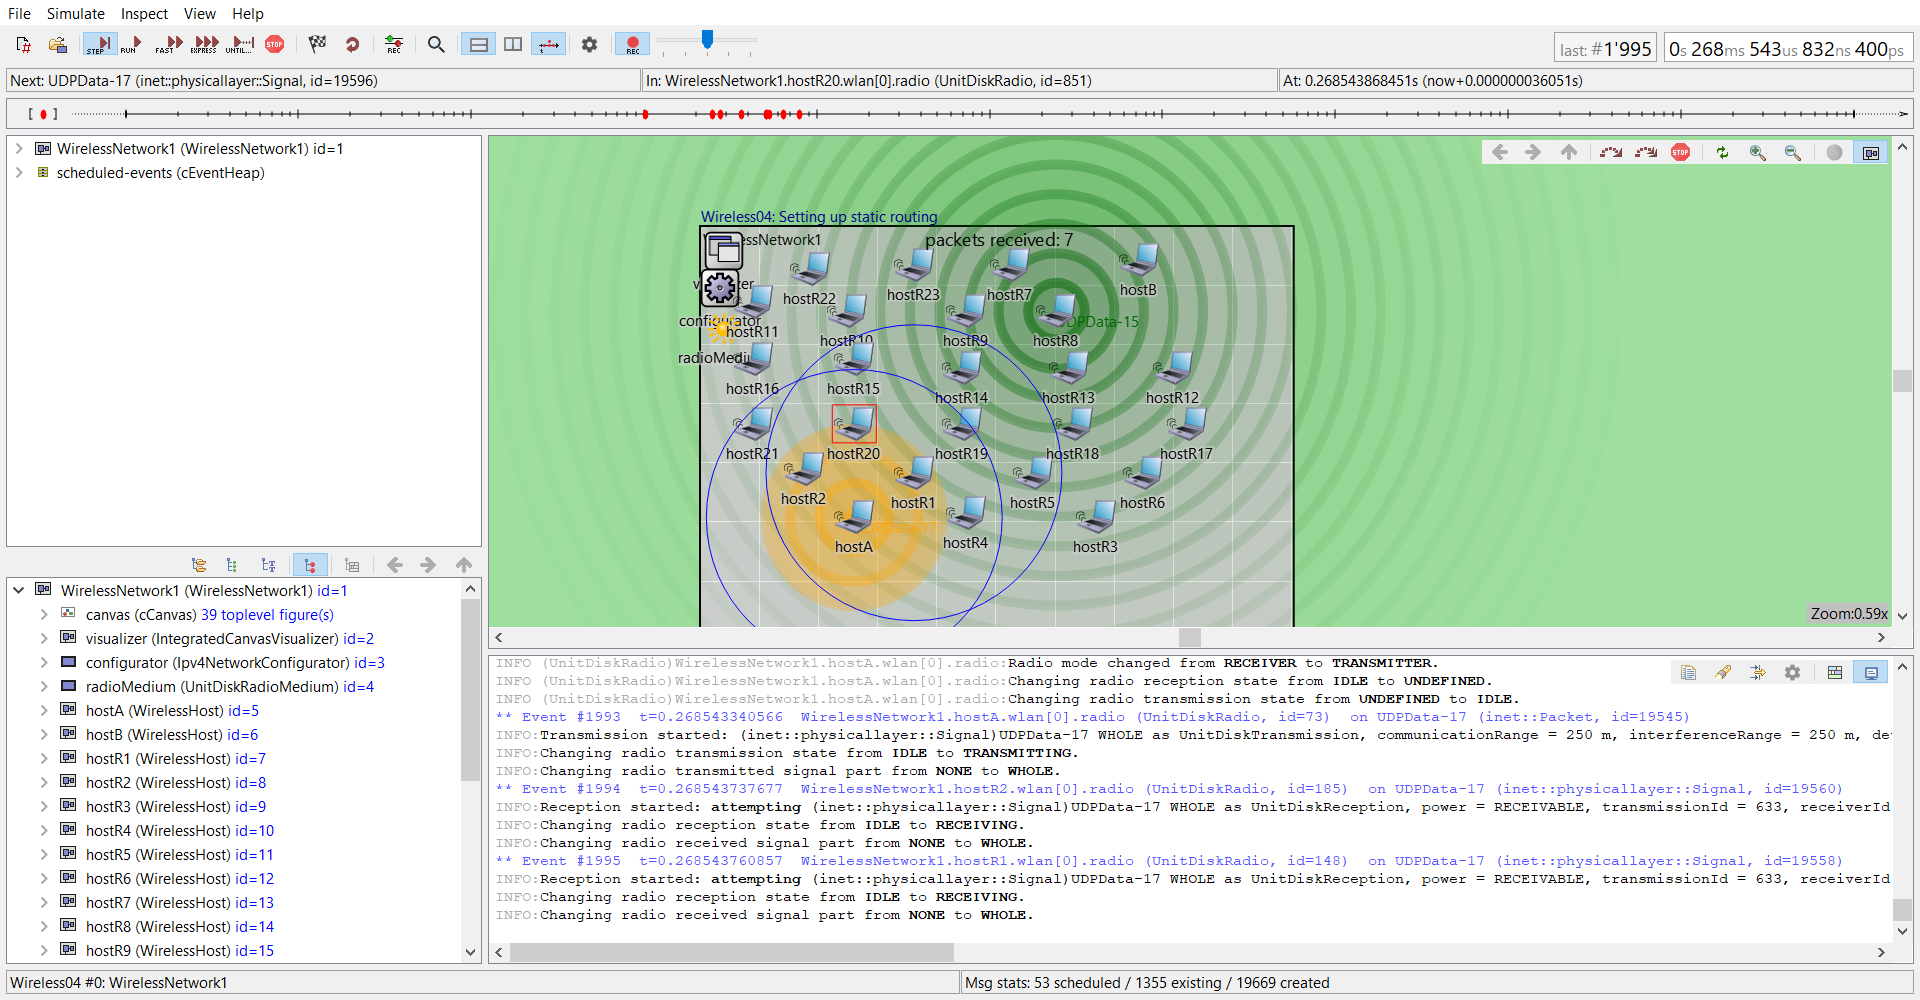 File Simulate Inspect View Help
STEP RUN FAST EXPRESS UNTIL... STOP REC REC
last: #1'995 0s 268ms 543us 832ns 400ps
Next: UDPData-17 (inet::physicallayer::Signal, id=19596) In: WirelessNetwork1.hostR20.wlan[0].radio (UnitDiskRadio, id=851) At: 0.268543868451s (now+0.000000036051s)
WirelessNetwork1 (WirelessNetwork1) id=1
scheduled-events (cEventHeap)
WirelessNetwork1 (WirelessNetwork1) id=1
canvas (cCanvas) 39 toplevel figure(s)
visualizer (IntegratedCanvasVisualizer) id=2
configurator (Ipv4NetworkConfigurator) id=3
radioMedium (UnitDiskRadioMedium) id=4
hostA (WirelessHost) id=5
hostB (WirelessHost) id=6
hostR1 (WirelessHost) id=7
hostR2 (WirelessHost) id=8
hostR3 (WirelessHost) id=9
hostR4 (WirelessHost) id=10
hostR5 (WirelessHost) id=11
hostR6 (WirelessHost) id=12
hostR7 (WirelessHost) id=13
hostR8 (WirelessHost) id=14
hostR9 (WirelessHost) id=15
STOP
Wireless04: Setting up static routing
packets received: 7
hostR22
hostR23
hostR7
hostB
configurator
hostR11
hostR10
hostR9
hostR8
hostR16
hostR15
hostR14
hostR13
hostR12
hostR21
hostR20
hostR19
hostR18
hostR17
hostR2
hostR1
hostR5
hostR6
hostA
hostR4
hostR3
Zoom:0.59x
INFO (UnitDiskRadio)WirelessNetwork1.hostA.wlan[0].radio:Radio mode changed from RECEIVER to TRANSMITTER.
INFO (UnitDiskRadio)WirelessNetwork1.hostA.wlan[0].radio:Changing radio reception state from IDLE to UNDEFINED.
INFO (UnitDiskRadio)WirelessNetwork1.hostA.wlan[0].radio:Changing radio transmission state from UNDEFINED to IDLE.
** Event #1993 t=0.268543340566 WirelessNetwork1.hostA.wlan[0].radio (UnitDiskRadio, id=73) on UDPData-17 (inet::Packet, id=19545)
INFO:Transmission started: (inet::physicallayer::Signal)UDPData-17 WHOLE as UnitDiskTransmission, communicationRange = 250 m, interferenceRange = 250 m, de
INFO:Changing radio transmission state from IDLE to TRANSMITTING.
INFO:Changing radio transmitted signal part from NONE to WHOLE.
** Event #1994 t=0.268543737677 WirelessNetwork1.hostR2.wlan[0].radio (UnitDiskRadio, id=185) on UDPData-17 (inet::physicallayer::Signal, id=19560)
INFO:Reception started: attempting (inet::physicallayer::Signal)UDPData-17 WHOLE as UnitDiskReception, power = RECEIVABLE, transmissionId = 633, receiverId
INFO:Changing radio reception state from IDLE to RECEIVING.
INFO:Changing radio received signal part from NONE to WHOLE.
** Event #1995 t=0.268543760857 WirelessNetwork1.hostR1.wlan[0].radio (UnitDiskRadio, id=148) on UDPData-17 (inet::physicallayer::Signal, id=19558)
INFO:Reception started: attempting (inet::physicallayer::Signal)UDPData-17 WHOLE as UnitDiskReception, power = RECEIVABLE, transmissionId = 633, receiverId
INFO:Changing radio reception state from IDLE to RECEIVING.
INFO:Changing radio received signal part from NONE to WHOLE.
Wireless04 #0: WirelessNetwork1 Msg stats: 53 scheduled / 1355 existing / 19669 created